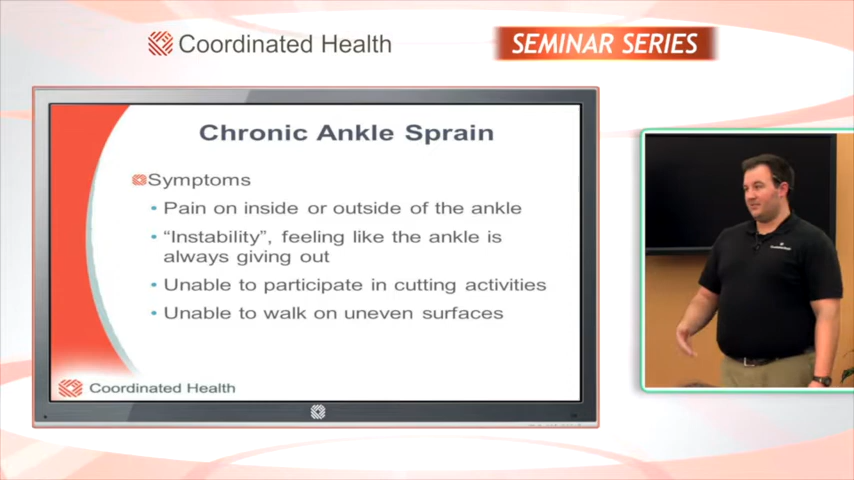 Coordinated Health
SEMINAR SERIES
Chronic Ankle Sprain
Symptoms
• Pain on inside or outside of the ankle
• “Instability”, feeling like the ankle is
always giving out
• Unable to participate in cutting activities
• Unable to walk on uneven surfaces
Coordinated Health